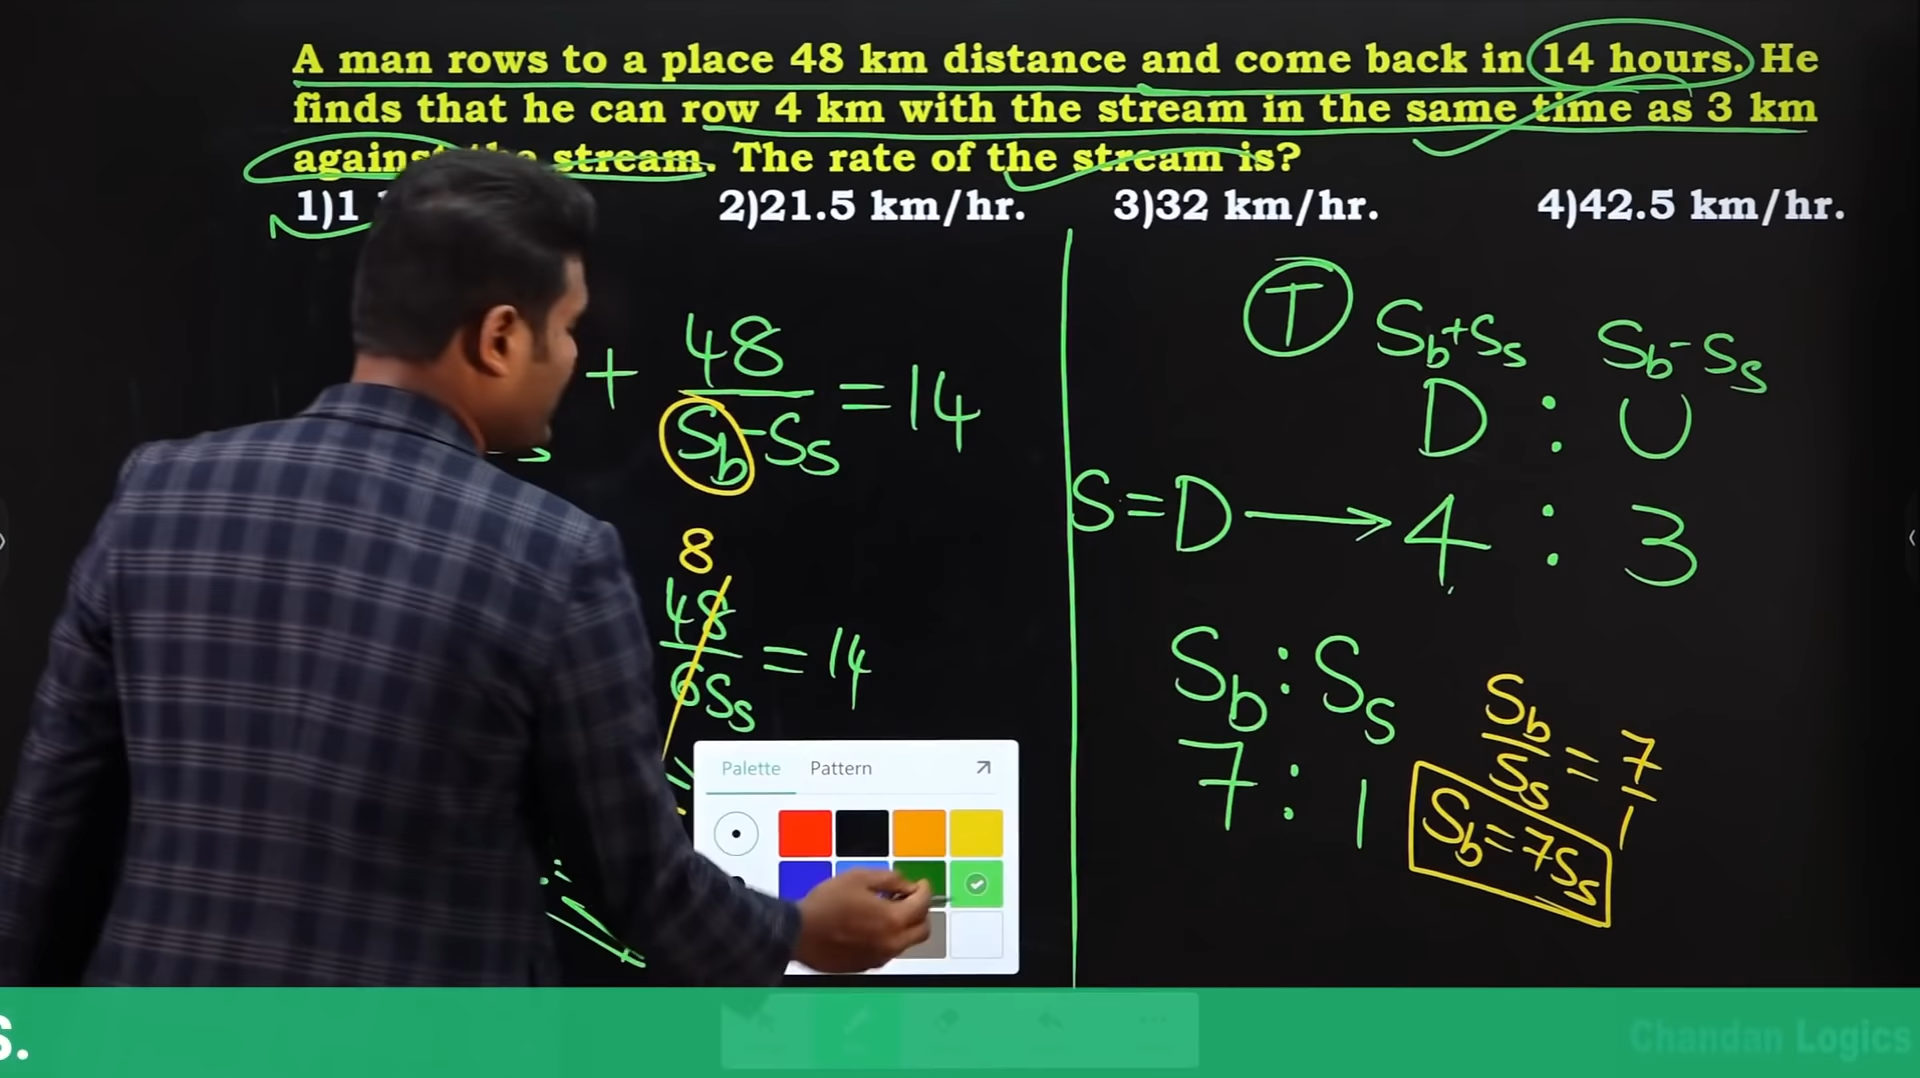 A man rows to a place 48 km distance and come back in 14 hours. He
finds that he can row 4 km with the stream in the same time as 3 km
against the stream. The rate of the stream is?
1)1 2)21.5 km/hr. 3)32 km/hr. 4)42.5 km/hr.
+ 48/(Sb-Ss) = 14
8
48/6Ss = 14
T Sb+Ss Sb-Ss
D : U
S=D → 4 : 3
Sb : Ss
7 : 1
Sb/Ss = 7/1
Sb=7Ss
Palette Pattern
S.
Chandan Logics